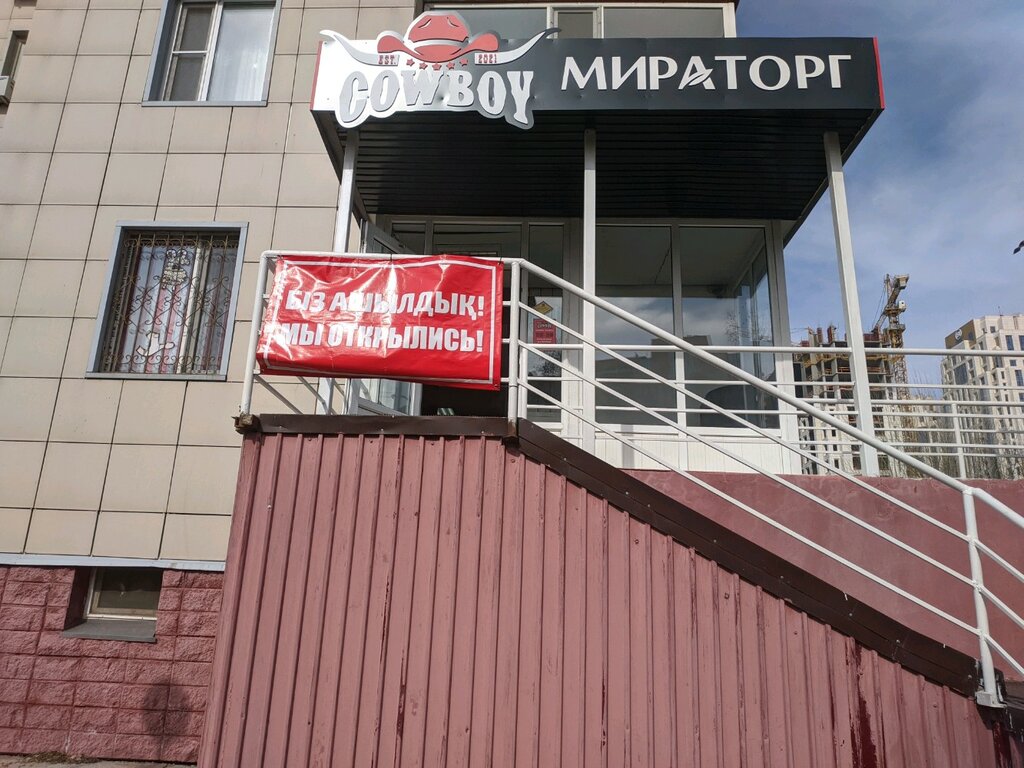 EST. 2021
COWBOY
МИРАТОРГ
БІЗ АШЫЛДЫҚ!
МЫ ОТКРЫЛИСЬ!